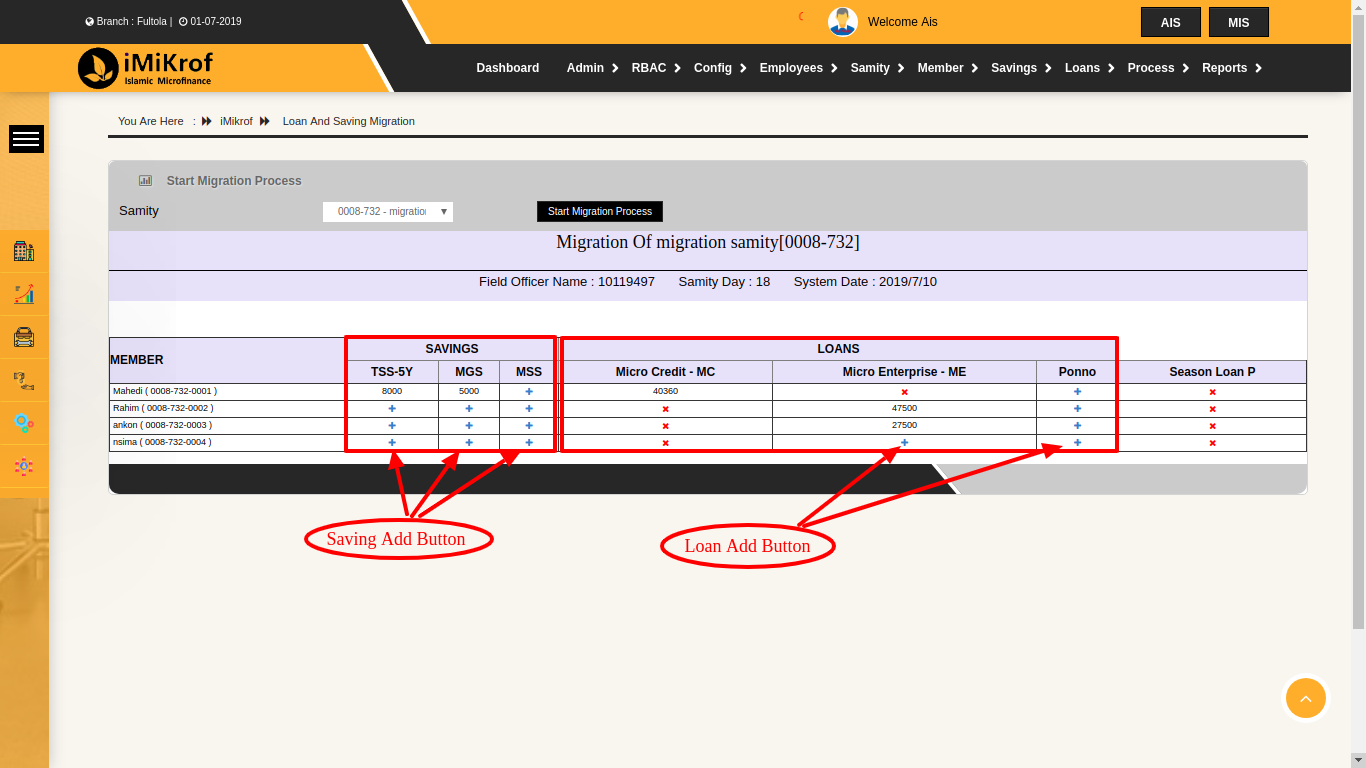 Branch : Fultola | 01-07-2019
Welcome Ais
AIS MIS
iMiKrof
Islamic Microfinance
Dashboard Admin RBAC Config Employees Samity Member Savings Loans Process Reports
You Are Here : iMikrof Loan And Saving Migration
Start Migration Process
Samity 0008-732 - migration Start Migration Process
Migration Of migration samity[0008-732]
Field Officer Name : 10119497 Samity Day : 18 System Date : 2019/7/10
MEMBER SAVINGS LOANS
TSS-5Y MGS MSS Micro Credit - MC Micro Enterprise - ME Ponno Season Loan P
Mahedi ( 0008-732-0001 ) 8000 5000 40360
Rahim ( 0008-732-0002 ) 47500
ankon ( 0008-732-0003 ) 27500
nsima ( 0008-732-0004 )
Saving Add Button
Loan Add Button